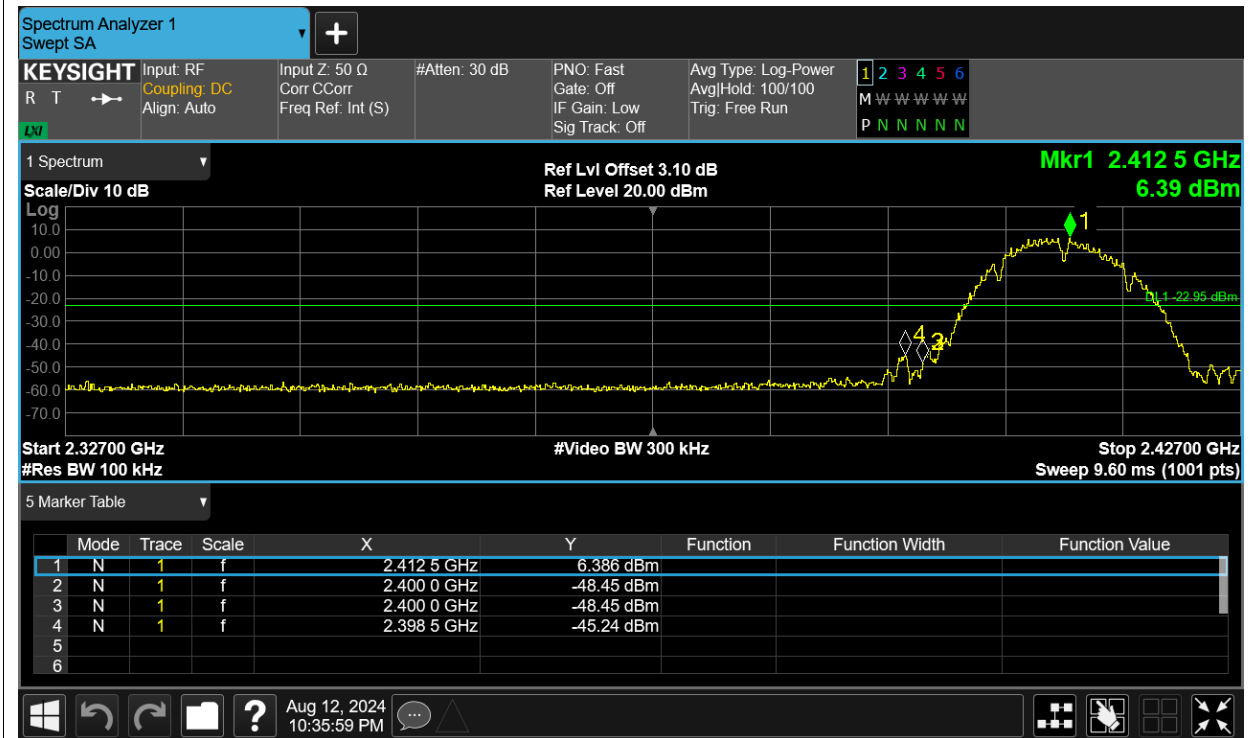 Spectrum Analyzer 1
Swept SA
KEYSIGHT
R T
LXI
Input: RF
Coupling: DC
Align: Auto
Input Z: 50 Ω
Corr CCorr
Freq Ref: Int (S)
#Atten: 30 dB
PNO: Fast
Gate: Off
IF Gain: Low
Sig Track: Off
Avg Type: Log-Power
Avg|Hold: 100/100
Trig: Free Run
1 2 3 4 5 6
M W W W W W
P N N N N N
1 Spectrum
Scale/Div 10 dB
Ref Lvl Offset 3.10 dB
Ref Level 20.00 dBm
Mkr1 2.412 5 GHz
6.39 dBm
Log
10.0
0.00
-10.0
-20.0
-30.0
-40.0
-50.0
-60.0
-70.0
1
DL1 -22.95 dBm
4
Start 2.32700 GHz
#Res BW 100 kHz
#Video BW 300 kHz
Stop 2.42700 GHz
Sweep 9.60 ms (1001 pts)
5 Marker Table
Mode Trace Scale X Y Function Function Width Function Value
1 N 1 f 2.412 5 GHz 6.386 dBm
2 N 1 f 2.400 0 GHz -48.45 dBm
3 N 1 f 2.400 0 GHz -48.45 dBm
4 N 1 f 2.398 5 GHz -45.24 dBm
5
6
?
Aug 12, 2024
10:35:59 PM